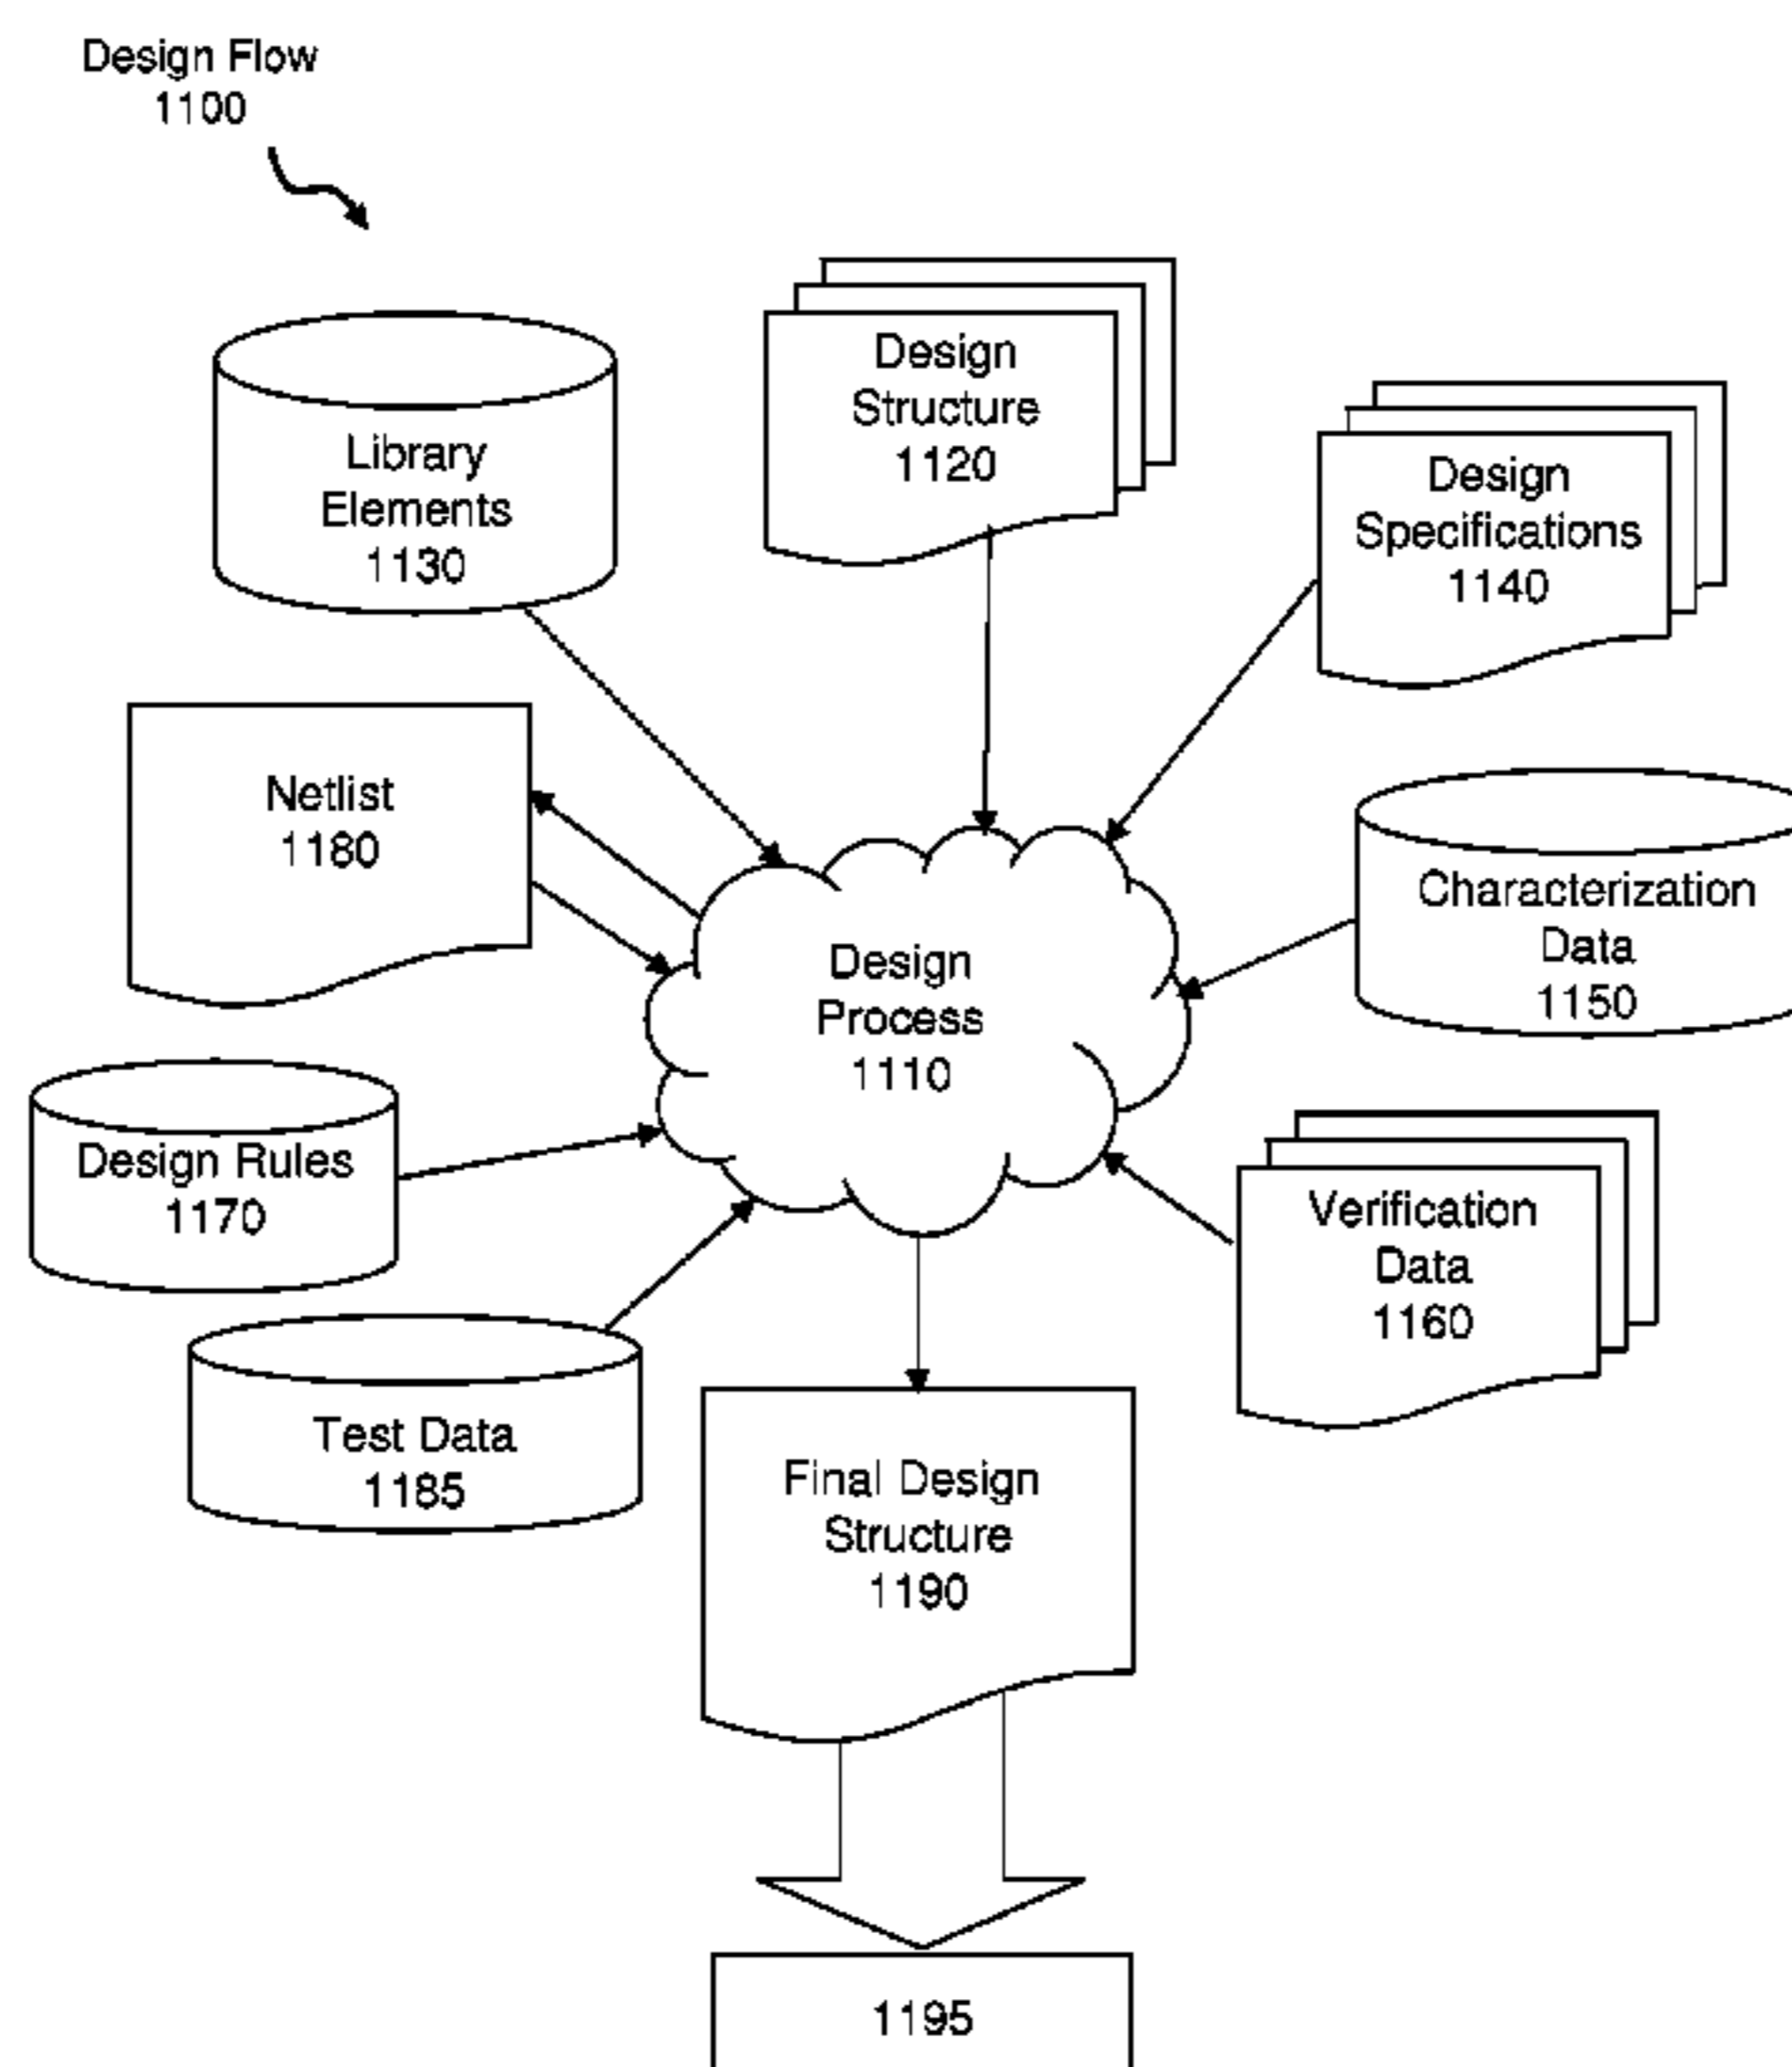 Design Flow
1100
Design
Structure
1120
Library
Elements
1130
Design
Specifications
1140
Netlist
1180
Characterization
Data
1150
Design
Process
1110
Design Rules
1170
Verification
Data
1160
Test Data
1185
Final Design
Structure
1190
1195